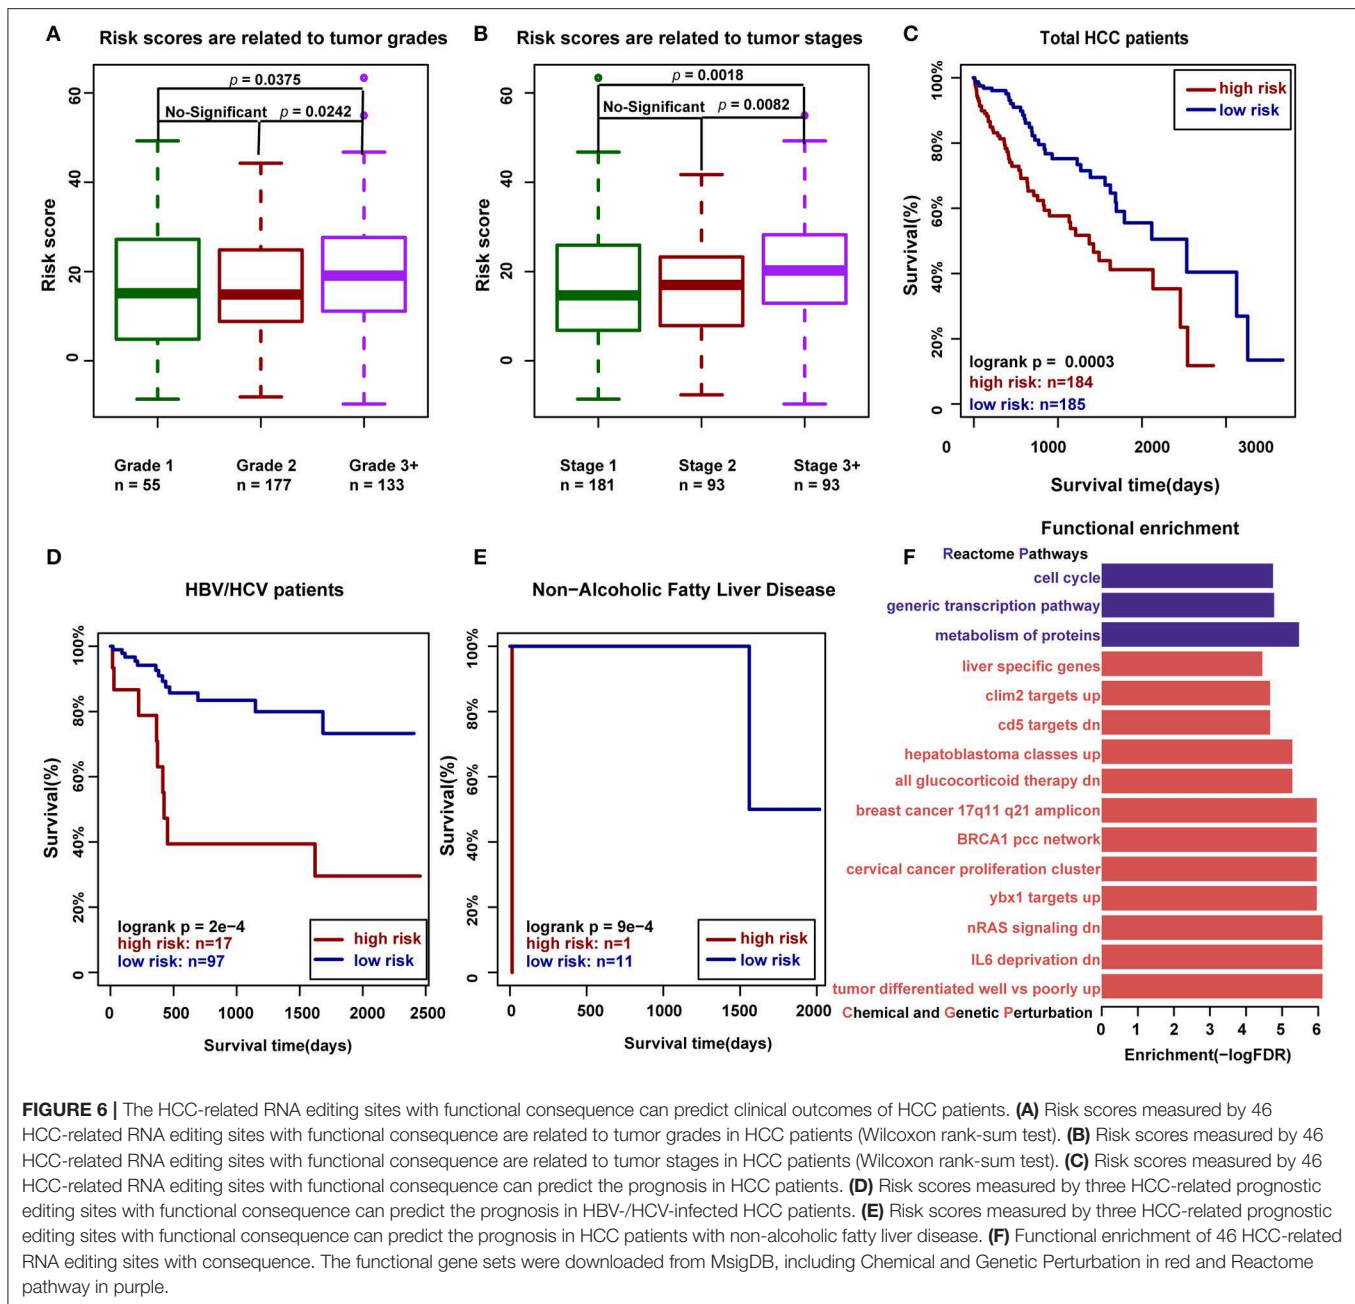 A
Risk scores are related to tumor grades
Risk score
0
20
40
60
p = 0.0375
No-Significant
p = 0.0242
Grade 1
n = 55
Grade 2
n = 177
Grade 3+
n = 133
B
Risk scores are related to tumor stages
Risk score
0
20
40
60
p = 0.0018
No-Significant
p = 0.0082
Stage 1
n = 181
Stage 2
n = 93
Stage 3+
n = 93
C
Total HCC patients
Survival(%)
100%
80%
60%
40%
20%
0
high risk
low risk
logrank p = 0.0003
high risk: n=184
low risk: n=185
0 1000 2000 3000
Survival time(days)
D
HBV/HCV patients
Survival(%)
100%
80%
60%
40%
20%
0
logrank p = 2e−4
high risk: n=17
low risk: n=97
high risk
low risk
0 500 1000 1500 2000 2500
Survival time(days)
E
Non−Alcoholic Fatty Liver Disease
Survival(%)
100%
80%
60%
40%
20%
0
logrank p = 9e−4
high risk: n=1
low risk: n=11
high risk
low risk
0 500 1000 1500 2000
Survival time(days)
Functional enrichment
F
Reactome Pathways
cell cycle
generic transcription pathway
metabolism of proteins
liver specific genes
clim2 targets up
cd5 targets dn
hepatoblastoma classes up
all glucocorticoid therapy dn
breast cancer 17q11 q21 amplicon
BRCA1 pcc network
cervical cancer proliferation cluster
ybx1 targets up
nRAS signaling dn
IL6 deprivation dn
tumor differentiated well vs poorly up
Chemical and Genetic Perturbation
0 1 2 3 4 5 6
Enrichment(−logFDR)
FIGURE 6 | The HCC-related RNA editing sites with functional consequence can predict clinical outcomes of HCC patients. (A) Risk scores measured by 46
HCC-related RNA editing sites with functional consequence are related to tumor grades in HCC patients (Wilcoxon rank-sum test). (B) Risk scores measured by 46
HCC-related RNA editing sites with functional consequence are related to tumor stages in HCC patients (Wilcoxon rank-sum test). (C) Risk scores measured by 46
HCC-related RNA editing sites with functional consequence can predict the prognosis in HCC patients. (D) Risk scores measured by three HCC-related prognostic
editing sites with functional consequence can predict the prognosis in HBV-/HCV-infected HCC patients. (E) Risk scores measured by three HCC-related prognostic
editing sites with functional consequence can predict the prognosis in HCC patients with non-alcoholic fatty liver disease. (F) Functional enrichment of 46 HCC-related
RNA editing sites with consequence. The functional gene sets were downloaded from MsigDB, including Chemical and Genetic Perturbation in red and Reactome
pathway in purple.